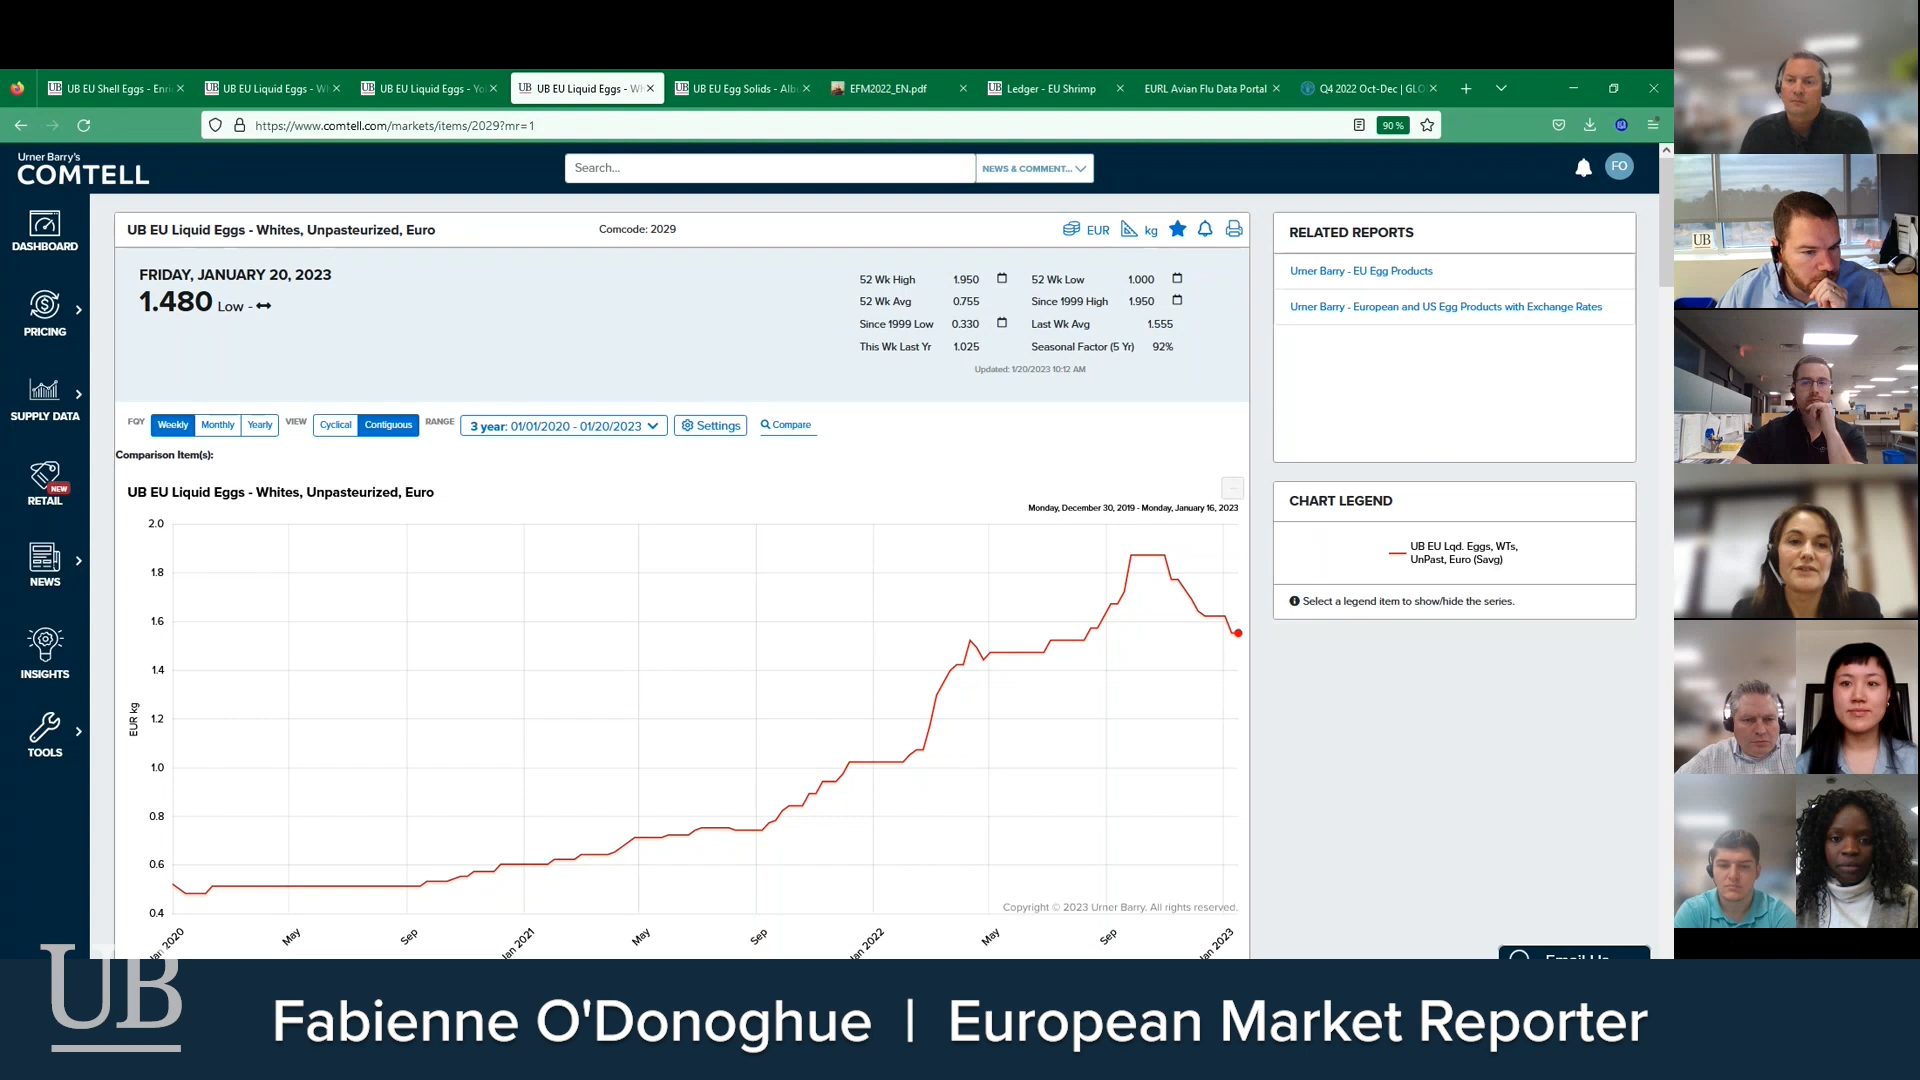 UB EU Shell Eggs - Enri
UB EU Liquid Eggs - W
UB EU Liquid Eggs - Yo
UB EU Liquid Eggs - W
UB EU Egg Solids - Alb
EFM2022_EN.pdf
Ledger - EU Shrimp
EURL Avian Flu Data Portal
Q4 2022 Oct-Dec | GLO
https://www.comtell.com/markets/items/2029?mr=1
90 %
Urner Barry's
COMTELL
Search...
NEWS & COMMENT...
FO
DASHBOARD
PRICING
SUPPLY DATA
NEW
RETAIL
NEWS
INSIGHTS
TOOLS
UB EU Liquid Eggs - Whites, Unpasteurized, Euro
Comcode: 2029
EUR
kg
FRIDAY, JANUARY 20, 2023
1.480 Low -
52 Wk High 1.950
52 Wk Low 1.000
52 Wk Avg 0.755
Since 1999 High 1.950
Since 1999 Low 0.330
Last Wk Avg 1.555
This Wk Last Yr 1.025
Seasonal Factor (5 Yr) 92%
Updated: 1/20/2023 10:12 AM
FQY
Weekly
Monthly
Yearly
VIEW
Cyclical
Contiguous
RANGE
3 year: 01/01/2020 - 01/20/2023
Settings
Compare
Comparison Item(s):
UB EU Liquid Eggs - Whites, Unpasteurized, Euro
Monday, December 30, 2019 - Monday, January 16, 2023
2.0
1.8
1.6
1.4
1.2
1.0
0.8
0.6
0.4
EUR kg
Copyright © 2023 Urner Barry. All rights reserved.
an 2020
May
Sep
an 2021
May
Sep
an 2022
May
Sep
an 2023
RELATED REPORTS
Urner Barry - EU Egg Products
Urner Barry - European and US Egg Products with Exchange Rates
CHART LEGEND
UB EU Lqd. Eggs, WTs,
UnPast, Euro (Savg)
Select a legend item to show/hide the series.
UB
UB
Fabienne O'Donoghue | European Market Reporter